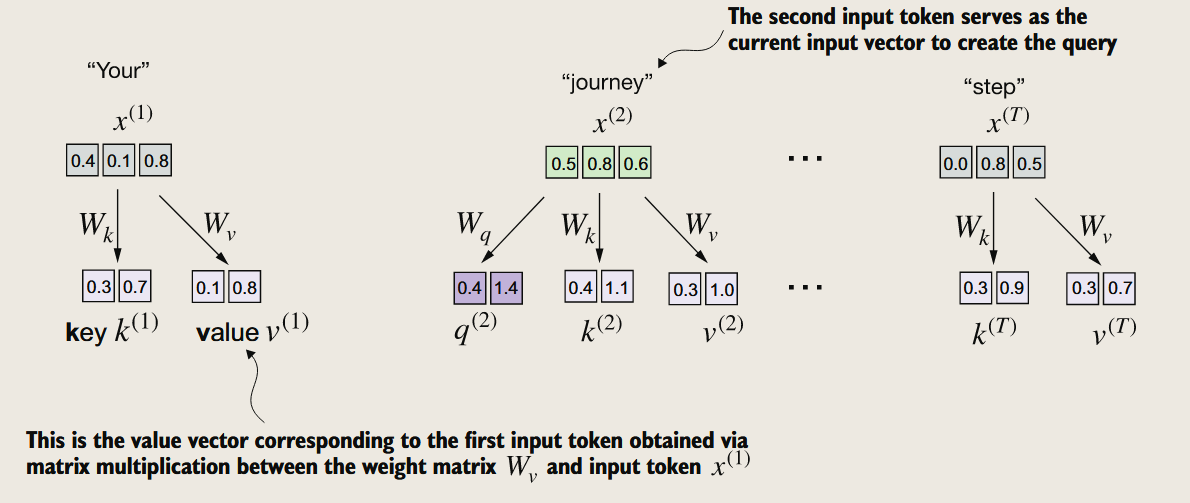 The second input token serves as the
current input vector to create the query
“Your” “journey” “step”
x^(1) x^(2) x^(T)
0.4 0.1 0.8 0.5 0.8 0.6 ... 0.0 0.8 0.5
W_k W_v W_q W_k W_v W_k W_v
0.3 0.7 0.1 0.8 0.4 1.4 0.4 1.1 0.3 1.0 ... 0.3 0.9 0.3 0.7
key k^(1) value v^(1) q^(2) k^(2) v^(2) k^(T) v^(T)
This is the value vector corresponding to the first input token obtained via
matrix multiplication between the weight matrix W_v and input token x^(1)